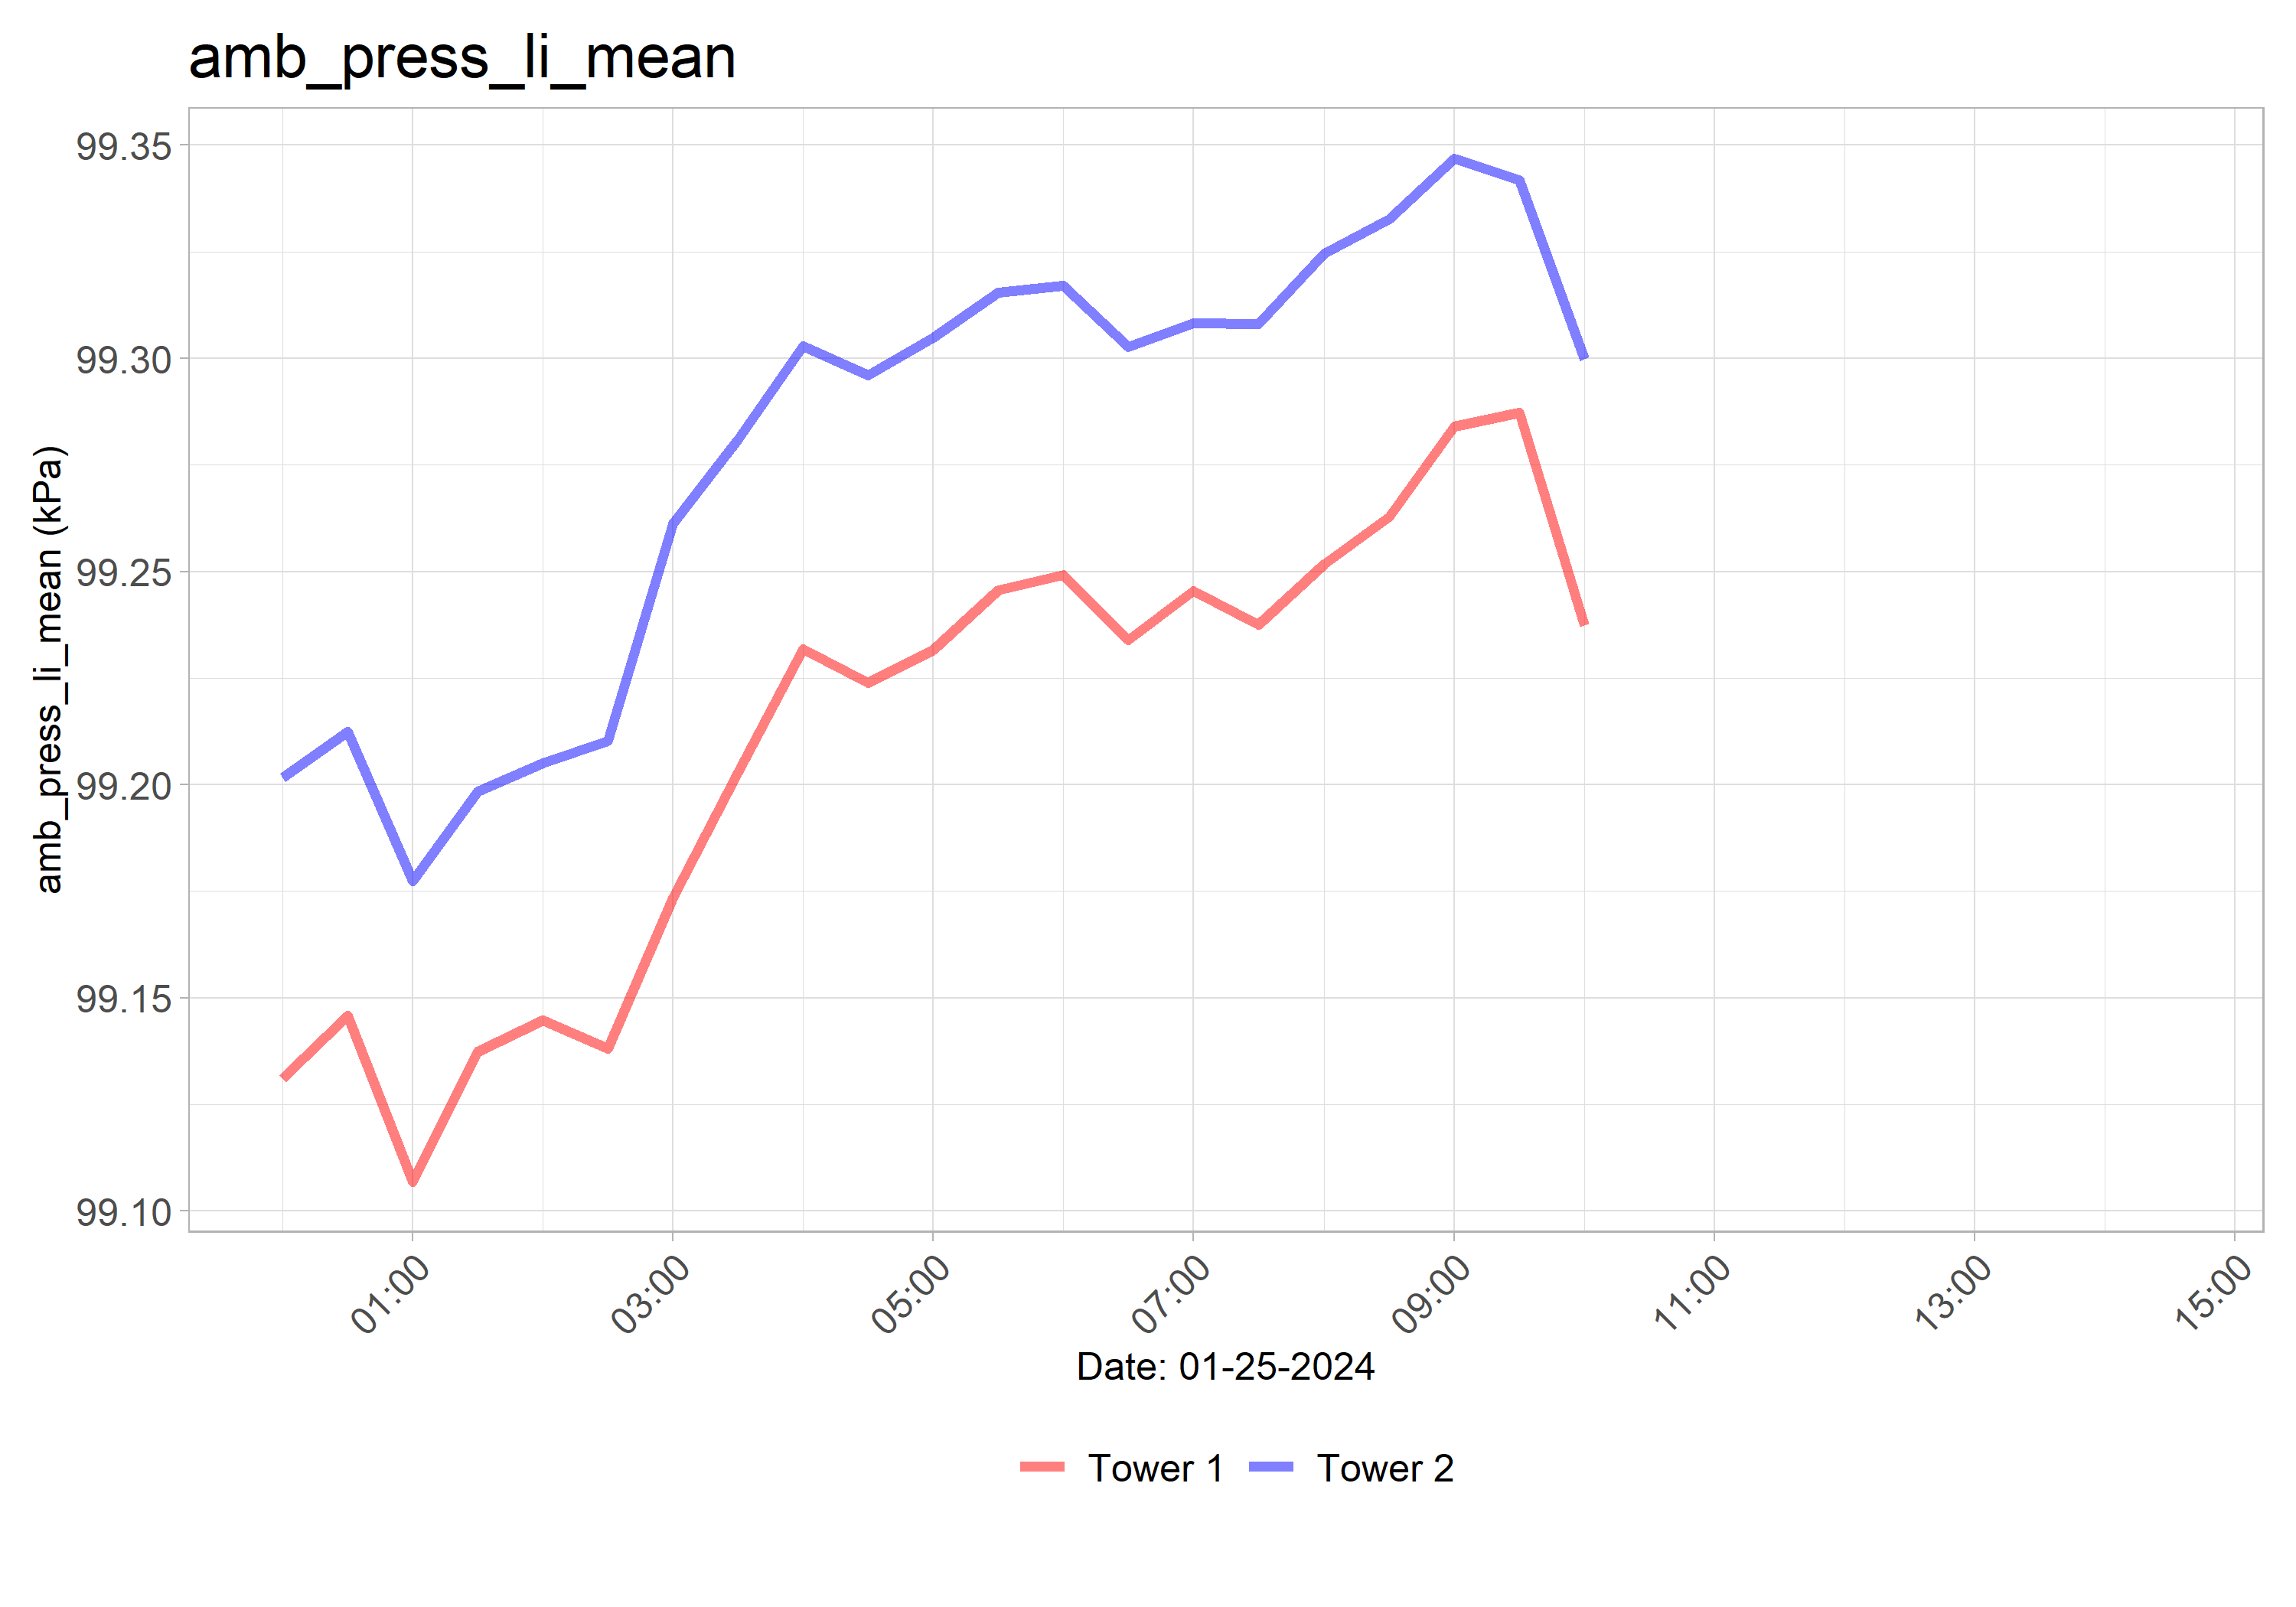 amb_press_li_mean
99.35
99.30
99.25
99.20
99.15
99.10
amb_press_li_mean (kPa)
01:00
03:00
05:00
07:00
09:00
11:00
13:00
15:00
Date: 01-25-2024
Tower 1
Tower 2